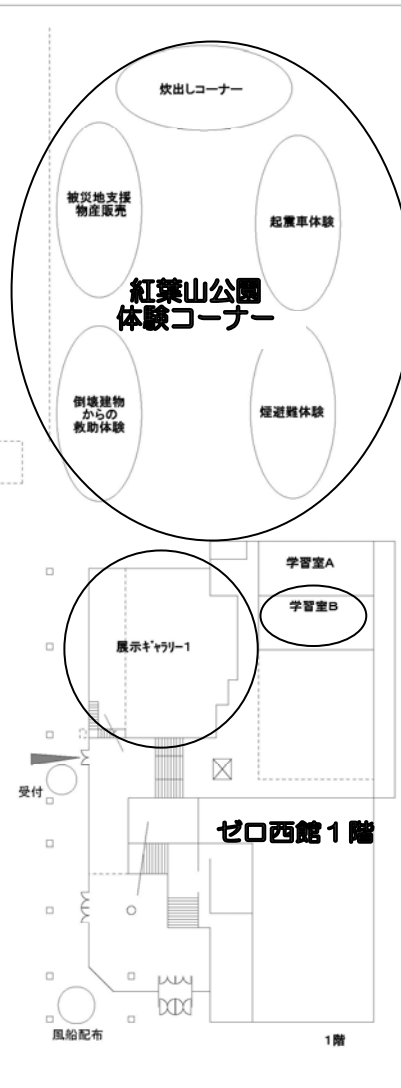 炊出しコーナー
被災地支援
物産販売
起震車体験
紅葉山公園
体験コーナー
倒壊建物
からの
救助体験
煙避難体験
学習室A
学習室B
展示ギャラリー1
受付
ゼロ西館1階
風船配布
1階